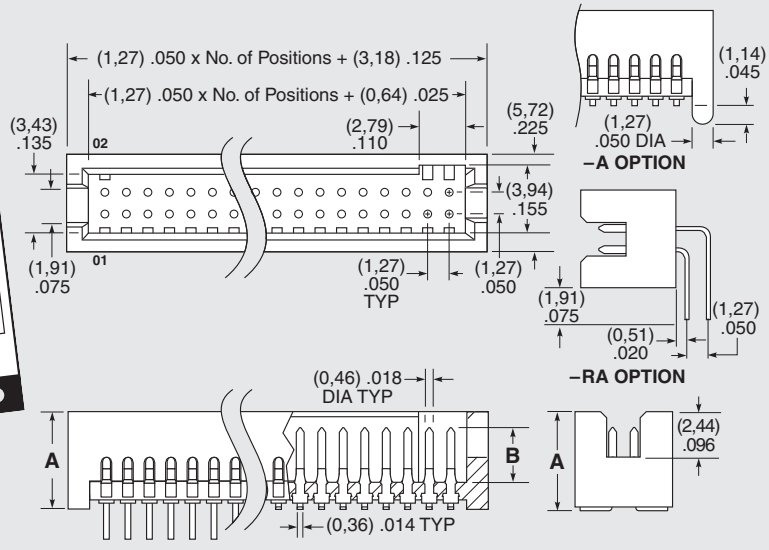 (1,27) .050 x No. of Positions + (3,18) .125
(1,27) .050 x No. of Positions + (0,64) .025
(3,43)
.135
02
(2,79)
.110
(5,72)
.225
(3,94)
.155
(1,91)
.075
01
(1,27)
.050
TYP
(1,27)
.050
(1,14)
.045
(1,27)
.050 DIA
–A OPTION
(1,91)
.075
(0,51)
.020
(1,27)
.050
–RA OPTION
(0,46) .018
DIA TYP
A
B
(0,36) .014 TYP
A
(2,44)
.096